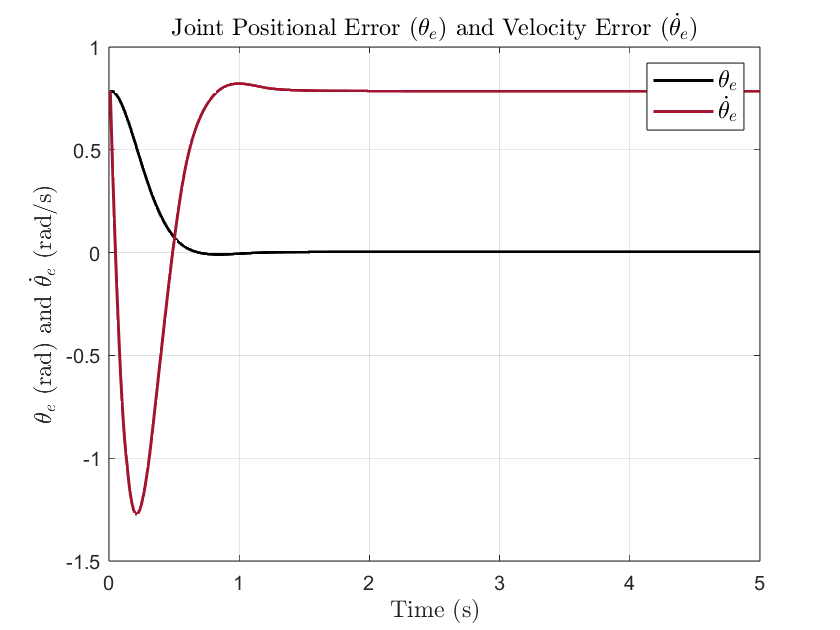 Joint Positional Error (θₑ) and Velocity Error (θ̇ₑ)
θₑ
θ̇ₑ
θₑ (rad) and θ̇ₑ (rad/s)
1
0.5
0
-0.5
-1
-1.5
0 1 2 3 4 5
Time (s)